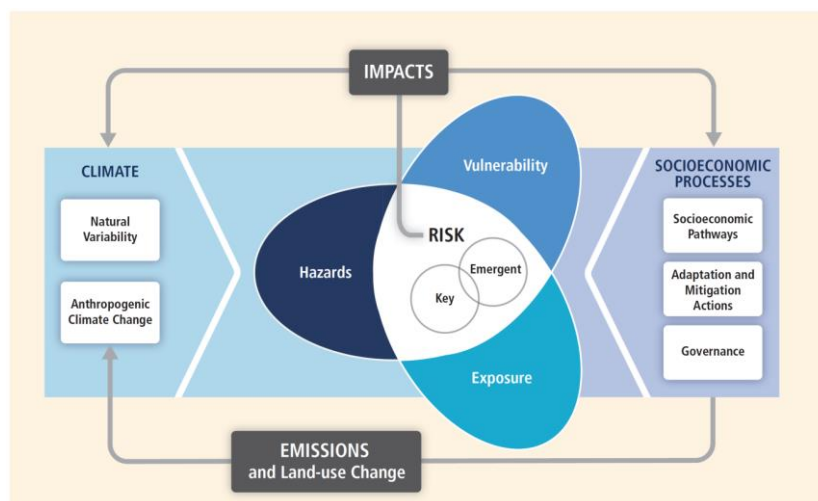 IMPACTS
CLIMATE
Natural
Variability
Anthropogenic
Climate Change
Hazards
Vulnerability
RISK
Emergent
Key
Exposure
SOCIOECONOMIC
PROCESSES
Socioeconomic
Pathways
Adaptation and
Mitigation
Actions
Governance
EMISSIONS
and Land-use Change